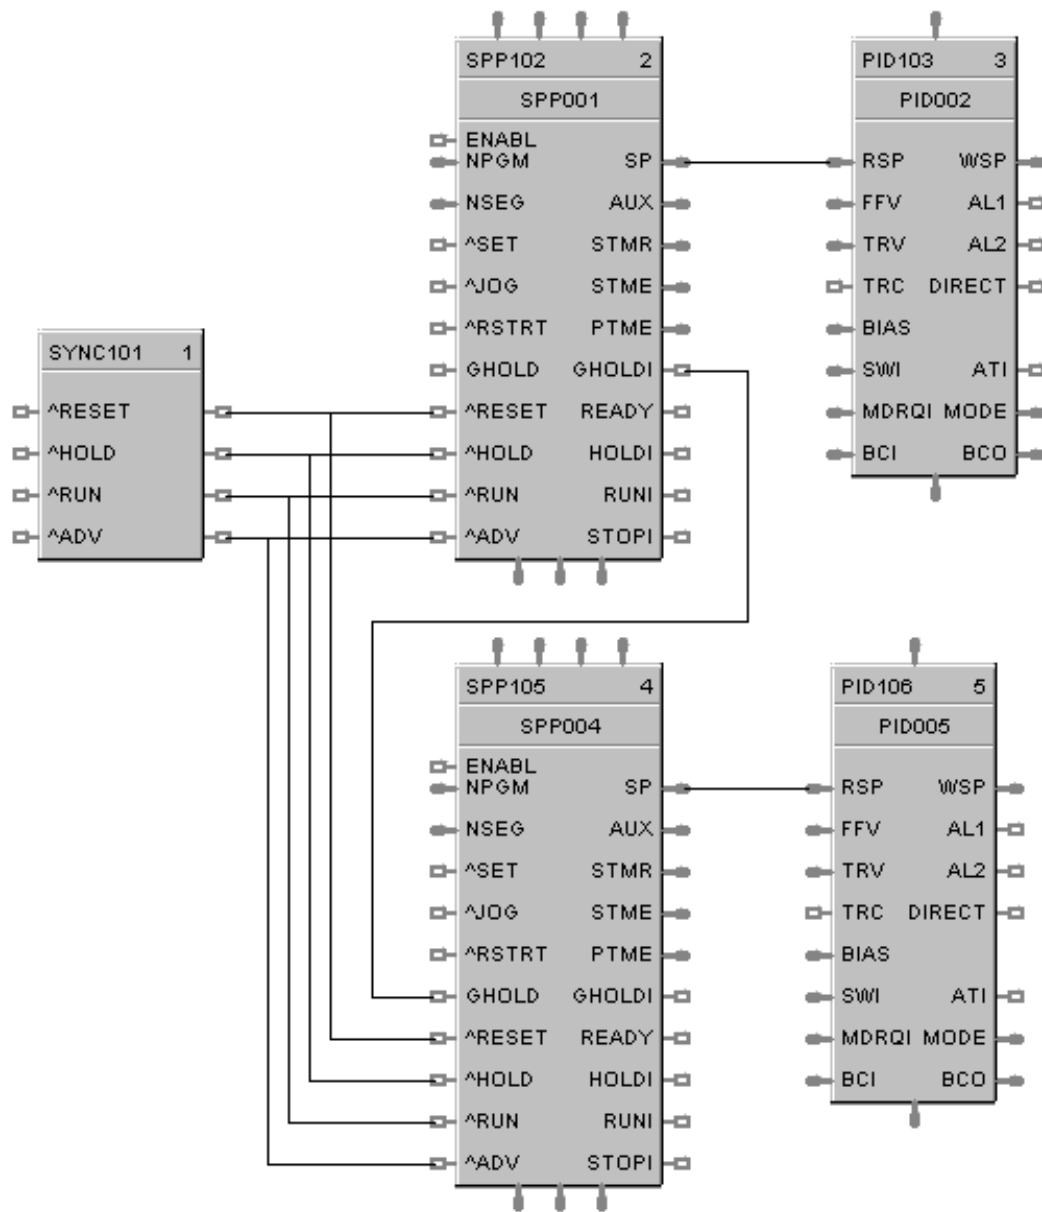 SPP102 2
SPP001
ENABL
NPGM SP
NSEG AUX
^SET STMR
^JOG STME
^RSTRT PTME
GHOLD GHOLDI
^RESET READY
^HOLD HOLDI
^RUN RUNI
^ADV STOPI
PID103 3
PID002
RSP WSP
FFV AL1
TRV AL2
TRC DIRECT
BIAS
SWI ATI
MDRQI MODE
BCI BCO
SYNC101 1
^RESET
^HOLD
^RUN
^ADV
SPP105 4
SPP004
ENABL
NPGM SP
NSEG AUX
^SET STMR
^JOG STME
^RSTRT PTME
GHOLD GHOLDI
^RESET READY
^HOLD HOLDI
^RUN RUNI
^ADV STOPI
PID106 5
PID005
RSP WSP
FFV AL1
TRV AL2
TRC DIRECT
BIAS
SWI ATI
MDRQI MODE
BCI BCO